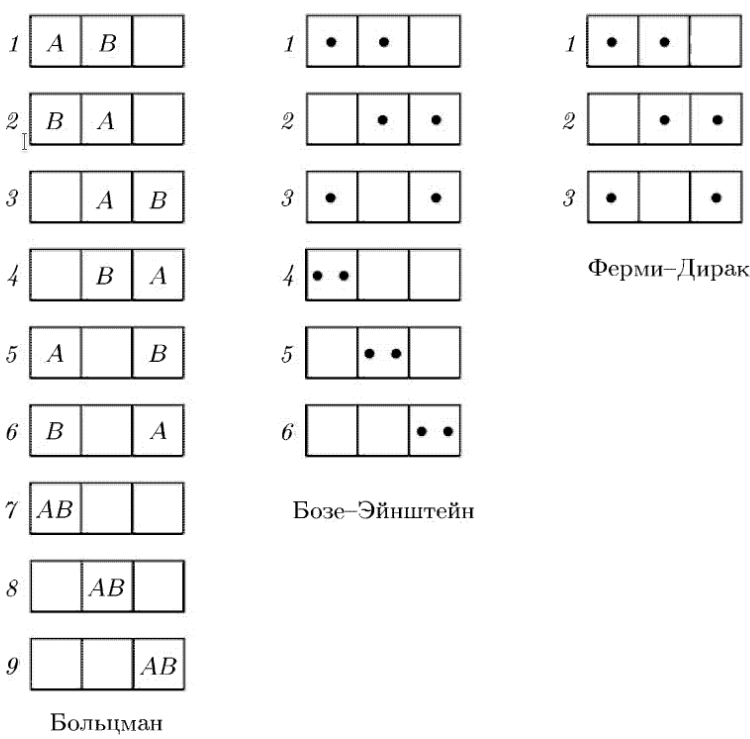 1 A B
2 B A
3 A B
4 B A
5 A B
6 B A
7 AB
8 AB
9 AB
Больцман
1
2
3
4
5
6
Бозе–Эйнштейн
1
2
3
Ферми–Дирак